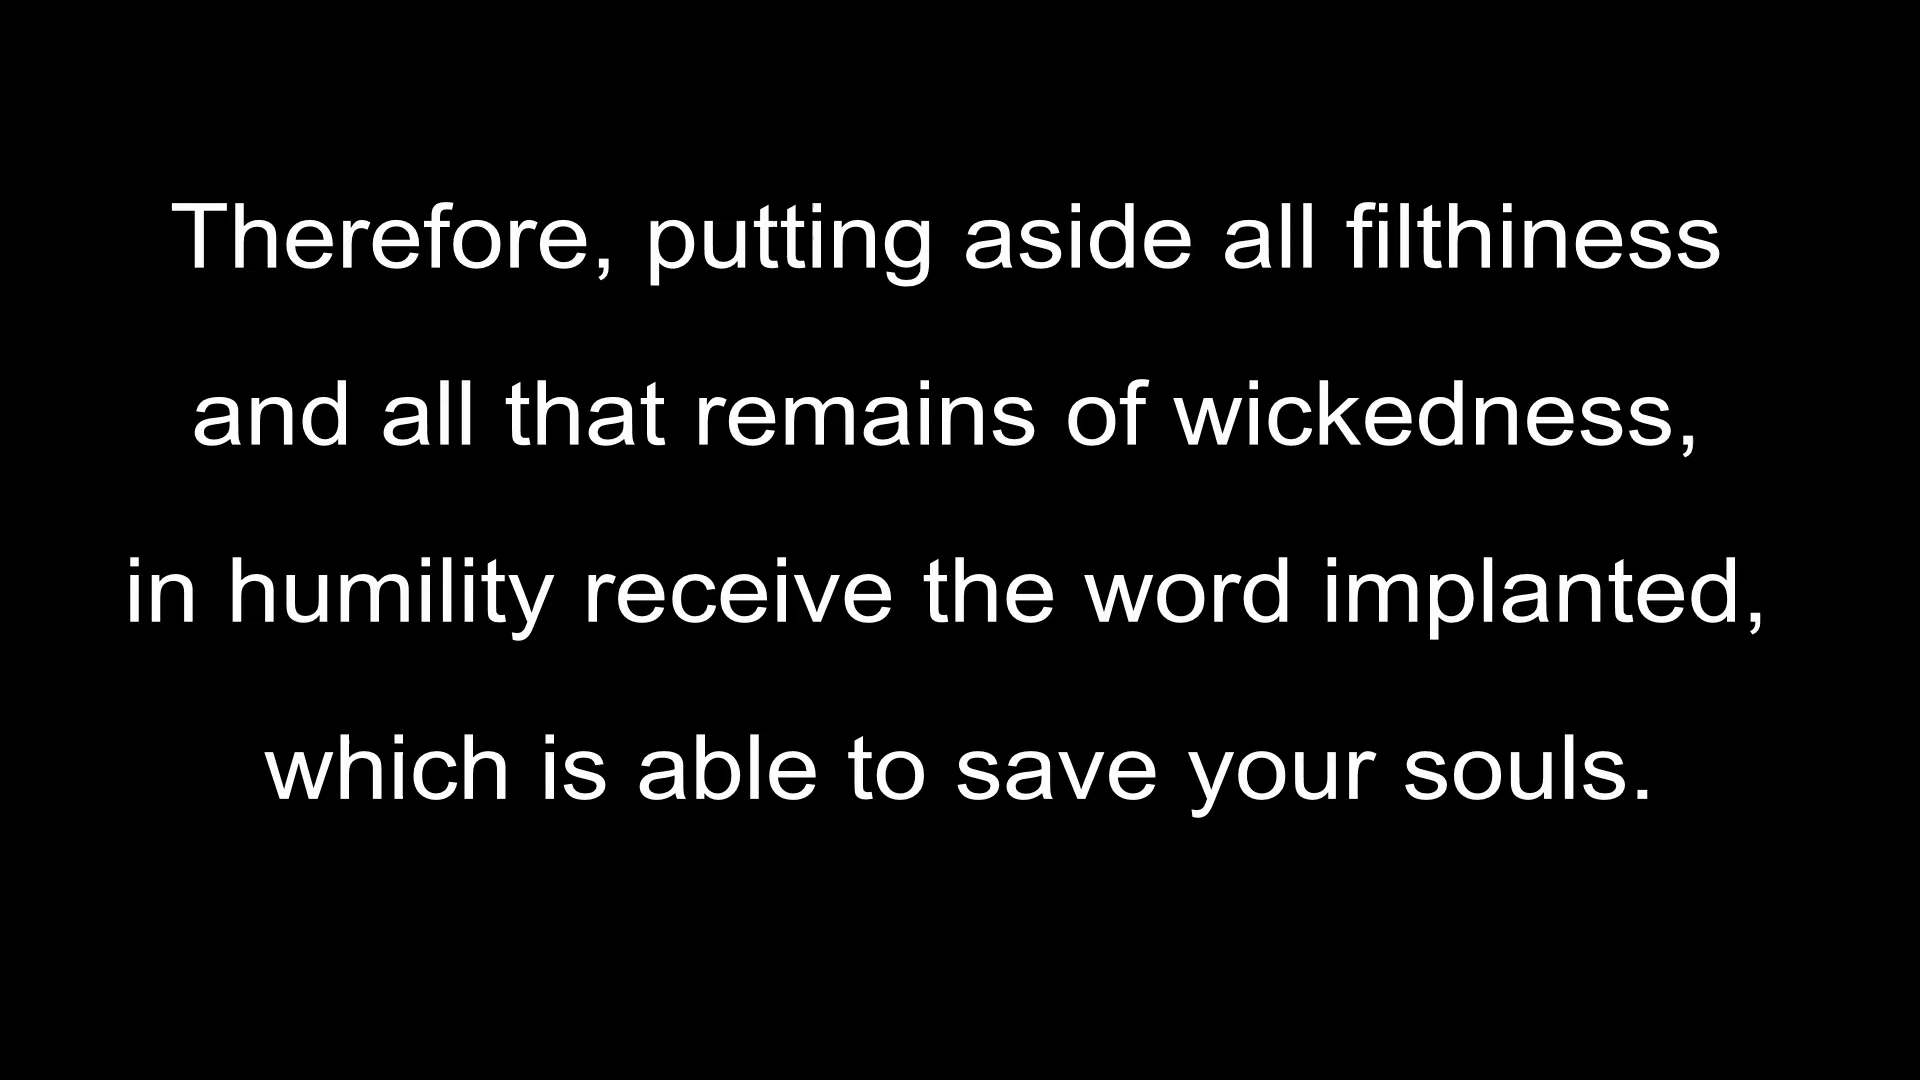 Therefore, putting aside all filthiness
and all that remains of wickedness,
in humility receive the word implanted,
which is able to save your souls.